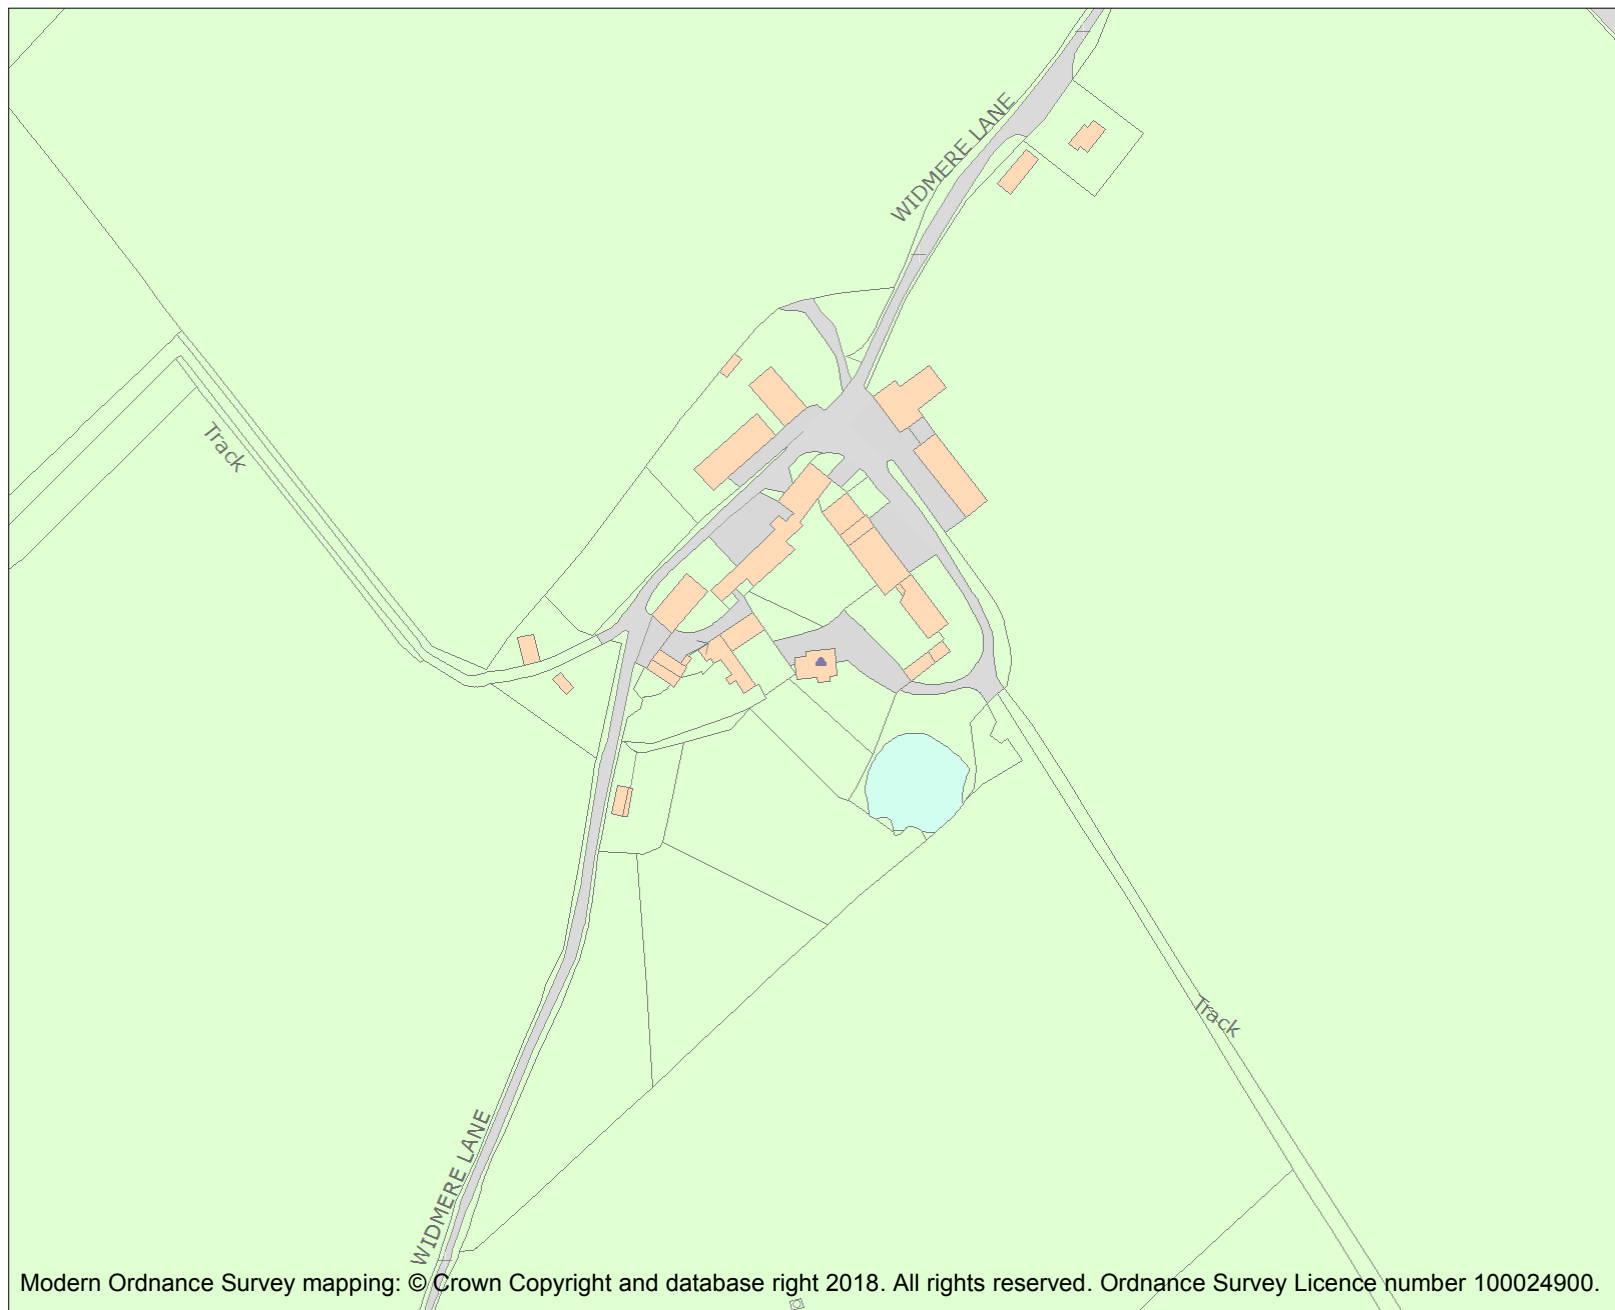 WIDMERE LANE
Track
Track
WIDMERE LANE
Modern Ordnance Survey mapping: © Crown Copyright and database right 2018. All rights reserved. Ordnance Survey Licence number 100024900.